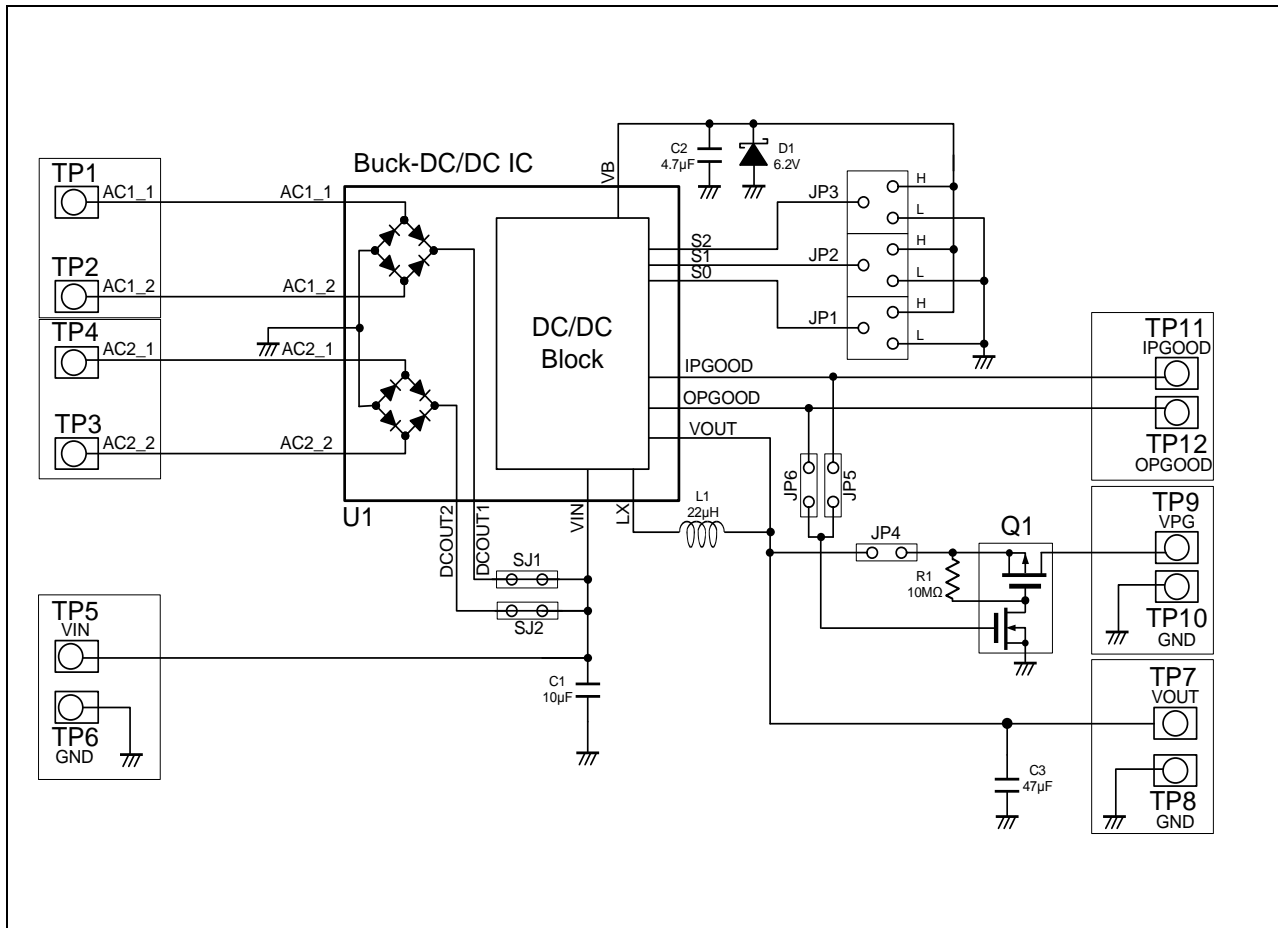 Buck-DC/DC IC
TP1
AC1_1
AC1_1
TP2
AC1_2
AC1_2
TP4
AC2_1
AC2_1
TP3
AC2_2
AC2_2
U1
DC/DC
Block
VB
C2
4.7µF
D1
6.2V
S2
S1
S0
JP3
H
L
JP2
H
L
JP1
H
L
IPGOOD
OPGOOD
VOUT
TP11
IPGOOD
TP12
OPGOOD
DCOUT2
DCOUT1
VIN
LX
L1
22µH
JP6
JP5
JP4
SJ1
SJ2
R1
10MΩ
Q1
TP9
VPG
TP10
GND
TP5
VIN
TP6
GND
C1
10µF
TP7
VOUT
C3
47µF
TP8
GND